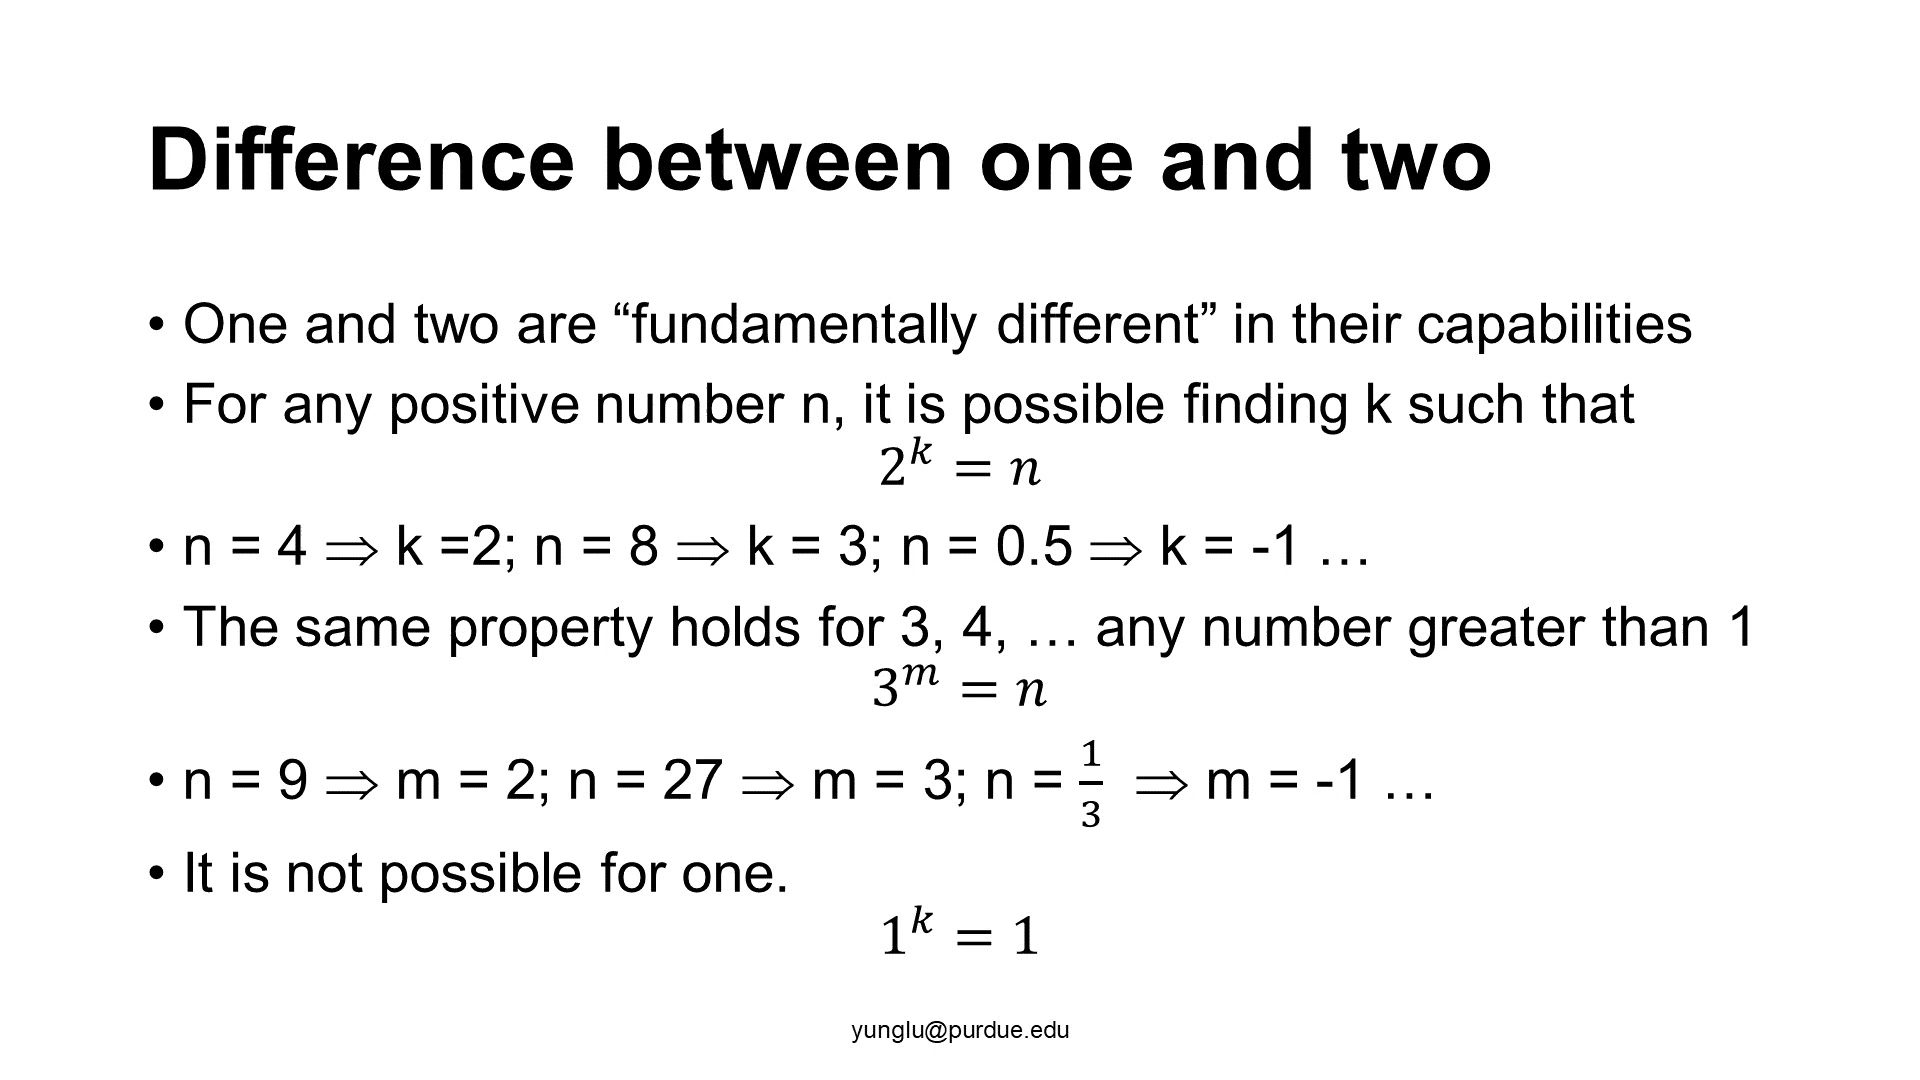 Difference between one and two
• One and two are “fundamentally different” in their capabilities
• For any positive number n, it is possible finding k such that
2^k = n
• n = 4 ⟹ k =2; n = 8 ⟹ k = 3; n = 0.5 ⟹ k = -1 …
• The same property holds for 3, 4, … any number greater than 1
3^m = n
• n = 9 ⟹ m = 2; n = 27 ⟹ m = 3; n = 1/3 ⟹ m = -1 …
• It is not possible for one.
1^k = 1
yunglu@purdue.edu